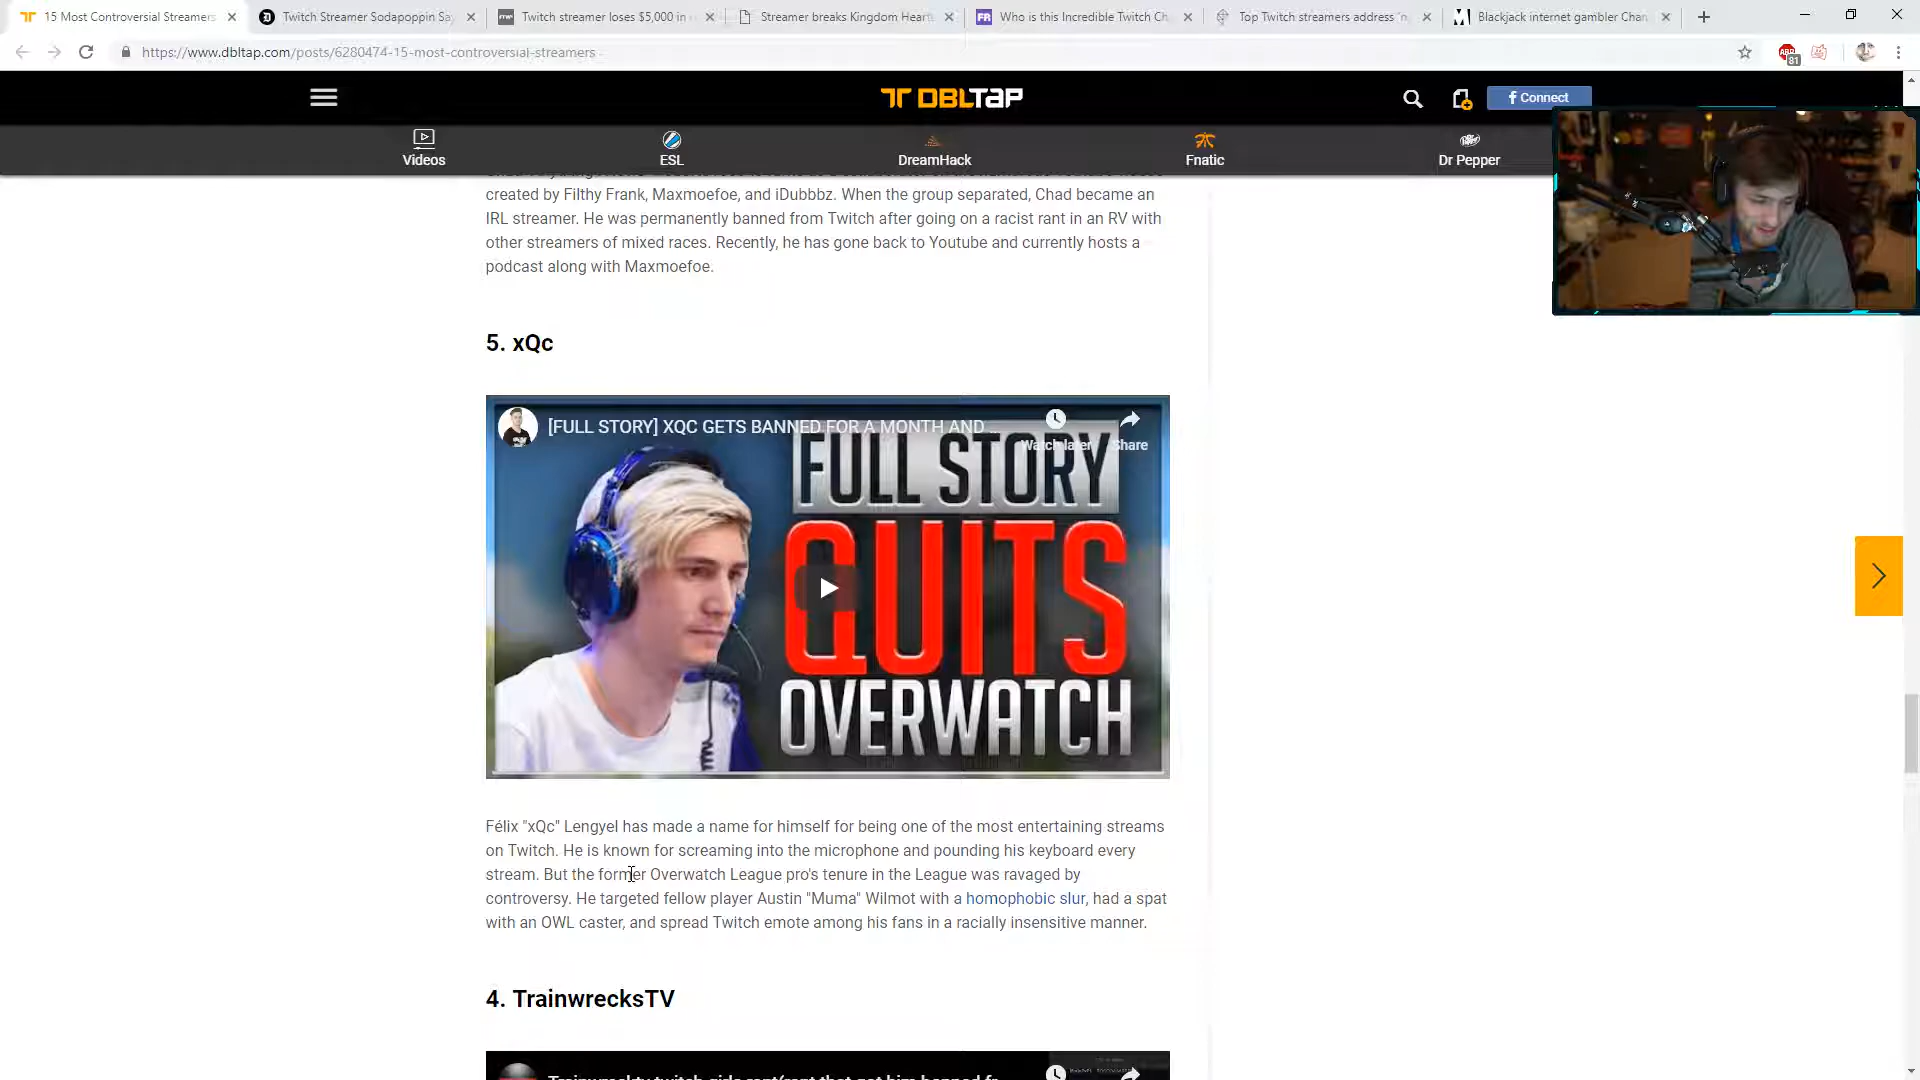 15 Most Controversial Streamers
Twitch Streamer Sodapoppin Say
Twitch streamer loses $5,000 in
Streamer breaks Kingdom Heart
Who is this Incredible Twitch Ch
Top Twitch streamers address
Blackjack internet gambler Chan
https://www.dbltap.com/posts/6280474-15-most-controversial-streamers
ABP
81
DBLTAP
Connect
Videos
ESL
DreamHack
Fnatic
Dr Pepper
created by Filthy Frank, Maxmoefoe, and iDubbbz. When the group separated, Chad became an
IRL streamer. He was permanently banned from Twitch after going on a racist rant in an RV with
other streamers of mixed races. Recently, he has gone back to Youtube and currently hosts a
podcast along with Maxmoefoe.
5. xQc
[FULL STORY] XQC GETS BANNED FOR A MONTH AND ...
Watch later
Share
FULL STORY
QUITS
OVERWATCH
Félix "xQc" Lengyel has made a name for himself for being one of the most entertaining streams
on Twitch. He is known for screaming into the microphone and pounding his keyboard every
stream. But the former Overwatch League pro's tenure in the League was ravaged by
controversy. He targeted fellow player Austin "Muma" Wilmot with a homophobic slur, had a spat
with an OWL caster, and spread Twitch emote among his fans in a racially insensitive manner.
4. TrainwrecksTV